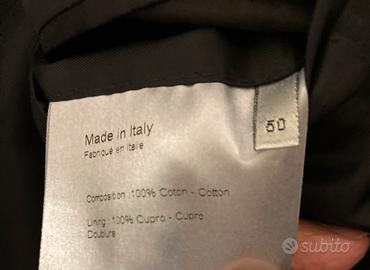 Made in Italy
Fabriqué en Italie
50
Composition : 100% Coton - Cotton
Lining : 100% Cupro - Cupro
Doublure
subito